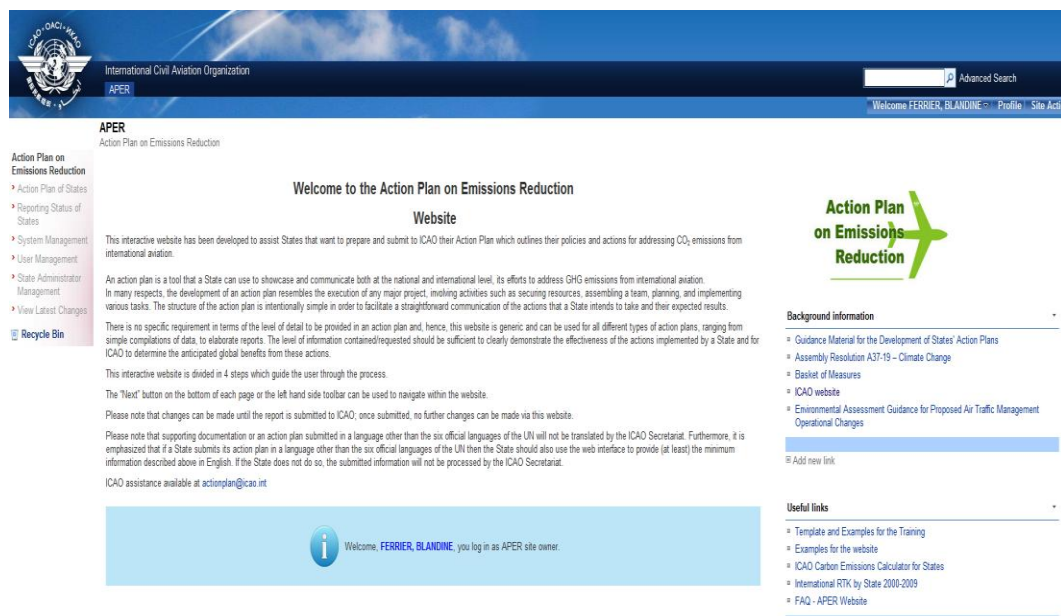 ICAO · OACI · ИКАО
International Civil Aviation Organization
APER
Advanced Search
Welcome FERRIER, BLANDINE
Profile
Site Acti
APER
Action Plan on Emissions Reduction
Action Plan on
Emissions Reduction
Action Plan of States
Reporting Status of
States
System Management
User Management
State Administrator
Management
View Latest Changes
Recycle Bin
Welcome to the Action Plan on Emissions Reduction
Website
This interactive website has been developed to assist States that want to prepare and submit to ICAO their Action Plan which outlines their policies and actions for addressing CO₂ emissions from
international aviation.
An action plan is a tool that a State can use to showcase and communicate both at the national and international level, its efforts to address GHG emissions from international aviation.
In many respects, the development of an action plan resembles the execution of any major project, involving activities such as securing resources, assembling a team, planning, and implementing
various tasks. The structure of the action plan is intentionally simple in order to facilitate a straightforward communication of the actions that a State intends to take and their expected results.
There is no specific requirement in terms of the level of detail to be provided in an action plan and, hence, this website is generic and can be used for all different types of action plans, ranging from
simple compilations of data, to elaborate reports. The level of information contained/requested should be sufficient to clearly demonstrate the effectiveness of the actions implemented by a State and for
ICAO to determine the anticipated global benefits from these actions.
This interactive website is divided in 4 steps which guide the user through the process.
The "Next" button on the bottom of each page or the left hand side toolbar can be used to navigate within the website.
Please note that changes can be made until the report is submitted to ICAO; once submitted, no further changes can be made via this website.
Please note that supporting documentation or an action plan submitted in a language other than the six official languages of the UN will not be translated by the ICAO Secretariat. Furthermore, it is
emphasized that if a State submits its action plan in a language other than the six official languages of the UN then the State should also use the web interface to provide (at least) the minimum
information described above in English. If the State does not do so, the submitted information will not be processed by the ICAO Secretariat.
ICAO assistance available at actionplan@icao.int
Welcome, FERRIER, BLANDINE, you log in as APER site owner.
Action Plan
on Emissions
Reduction
Background information
Guidance Material for the Development of States' Action Plans
Assembly Resolution A37-19 – Climate Change
Basket of Measures
ICAO website
Environmental Assessment Guidance for Proposed Air Traffic Management
Operational Changes
Add new link
Useful links
Template and Examples for the Training
Examples for the website
ICAO Carbon Emissions Calculator for States
International RTK by State 2000-2009
FAQ - APER Website